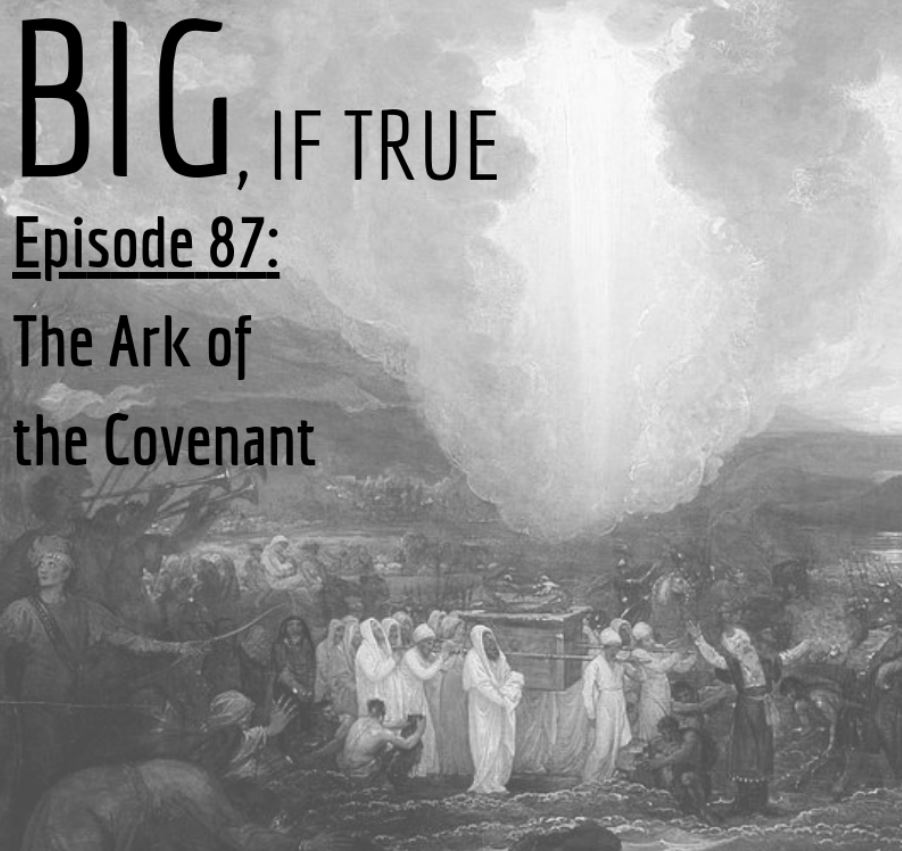 BIG, IF TRUE
Episode 87:
The Ark of
the Covenant